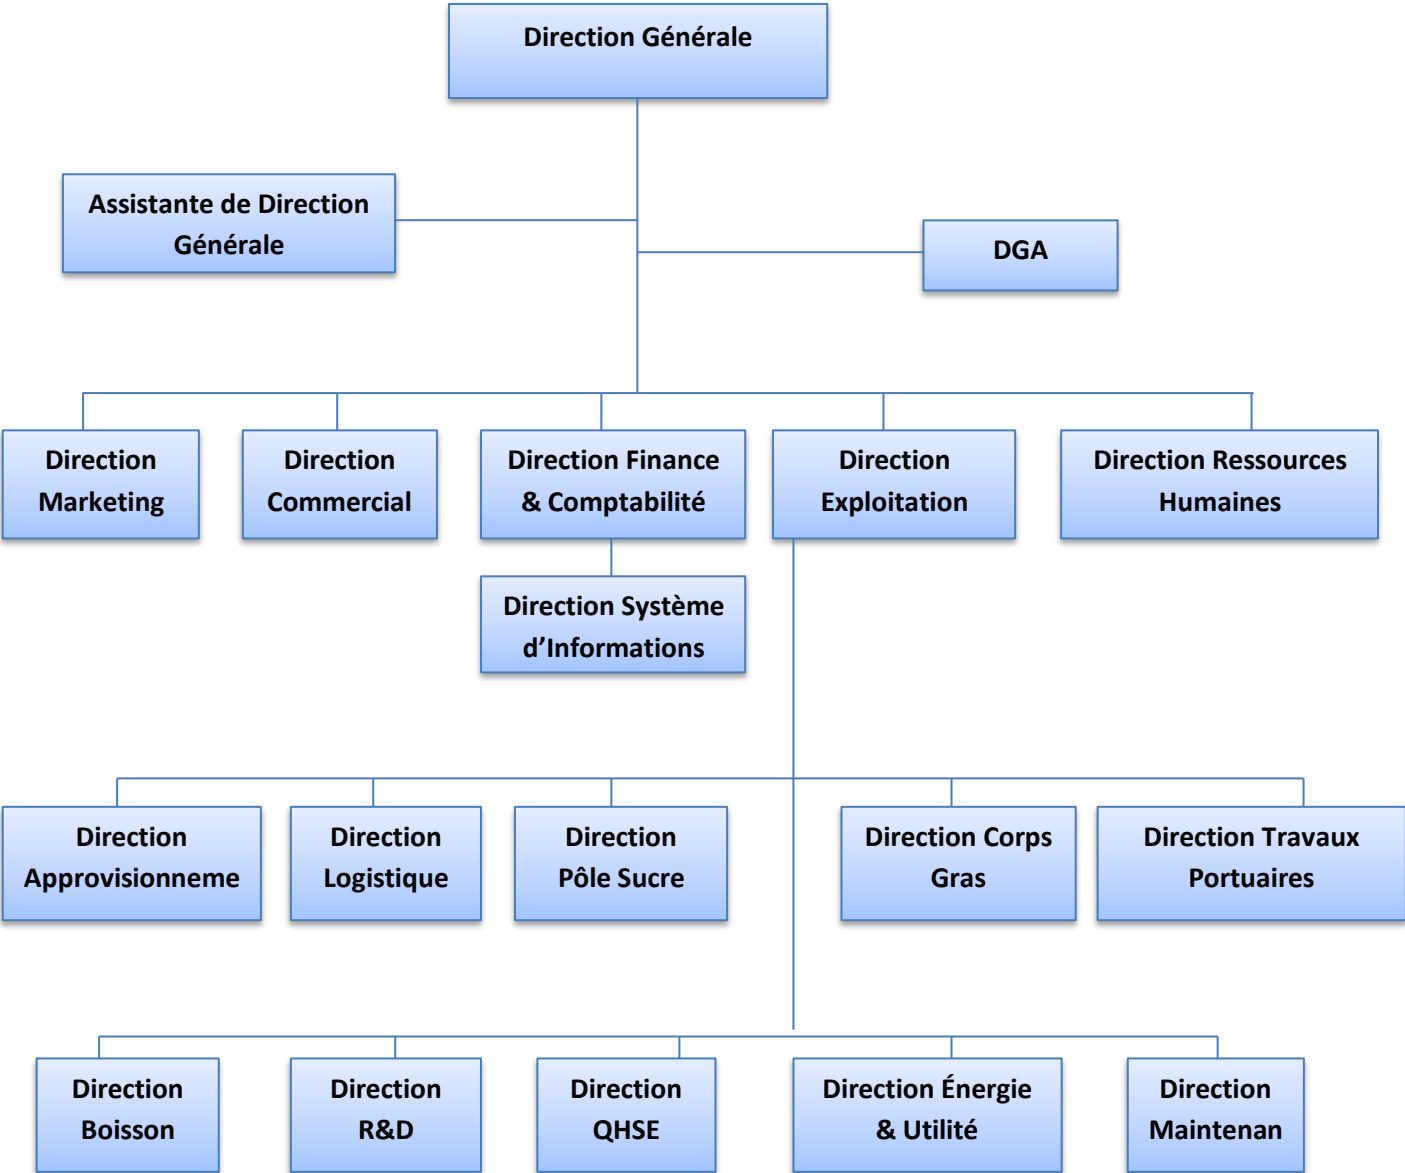 Direction Générale
Assistante de Direction
Générale
DGA
Direction
Marketing
Direction
Commercial
Direction Finance
& Comptabilité
Direction
Exploitation
Direction Ressources
Humaines
Direction Système
d’Informations
Direction
Approvisionneme
Direction
Logistique
Direction
Pôle Sucre
Direction Corps
Gras
Direction Travaux
Portuaires
Direction
Boisson
Direction
R&D
Direction
QHSE
Direction Énergie
& Utilité
Direction
Maintenan